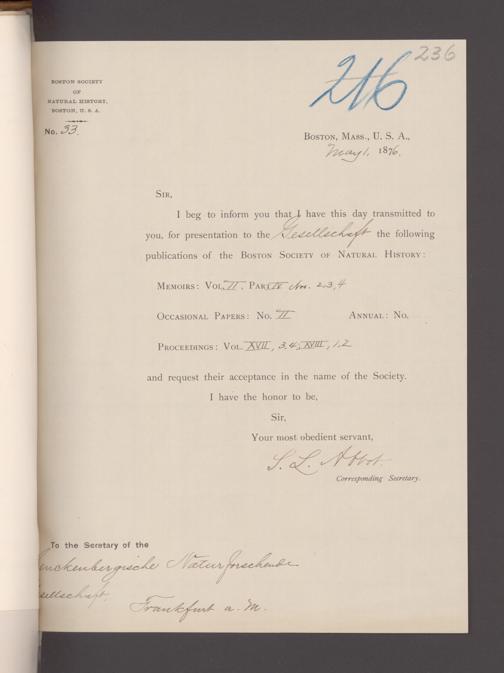 236
216
BOSTON SOCIETY
OF
NATURAL HISTORY,
BOSTON, U. S. A.
No. 33.
BOSTON, MASS., U. S. A.,
May 1, 1876.
SIR,
I beg to inform you that I have this day transmitted to
you, for presentation to the Gesellschaft the following
publications of the BOSTON SOCIETY OF NATURAL HISTORY:
MEMOIRS: VOL. II. PART IV Nos. 2, 3, 4
OCCASIONAL PAPERS: NO. II ANNUAL: NO.
PROCEEDINGS: VOL. XVII, 3, 4, XVIII, 1, 2
and request their acceptance in the name of the Society.
I have the honor to be,
Sir,
Your most obedient servant,
S. L. Abbot.
Corresponding Secretary.
To the Secretary of the
enckenbergische Naturforschende
sellschaft.
Frankfurt a. M.